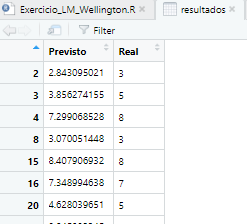 Exercicio_LM_Wellington.R × resultados ×
Filter
Previsto Real
2 2.843095021 3
3 3.856274155 5
4 7.299068528 8
8 3.070051448 3
15 8.407906932 8
16 7.348994638 7
20 4.628039651 5